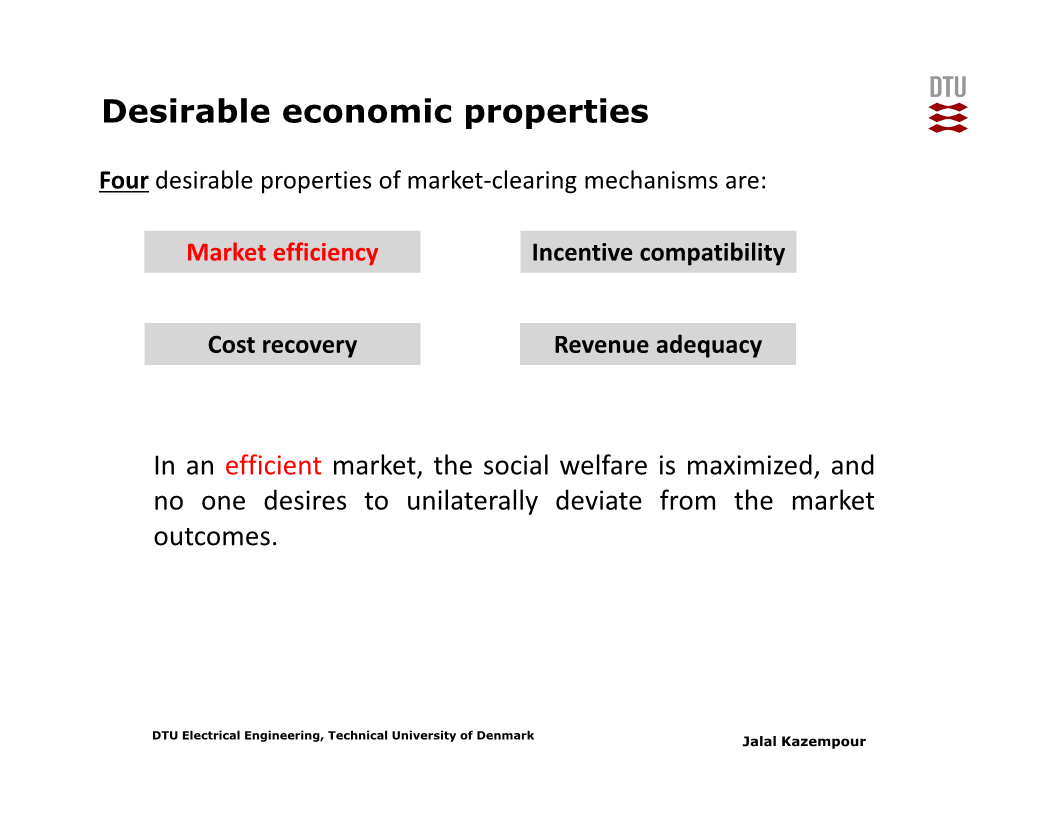 DTU
Desirable economic properties
Four desirable properties of market-clearing mechanisms are:
Market efficiency
Incentive compatibility
Cost recovery
Revenue adequacy
In an efficient market, the social welfare is maximized, and
no one desires to unilaterally deviate from the market
outcomes.
DTU Electrical Engineering, Technical University of Denmark
Jalal Kazempour